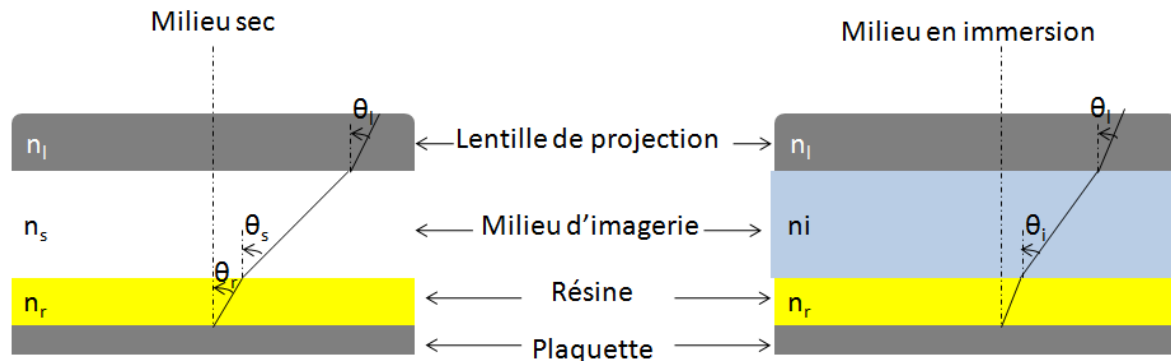 Milieu sec
Milieu en immersion
θl
θl
nl
Lentille de projection
nl
ns
θs
Milieu d'imagerie
ni
θi
θr
nr
Résine
nr
Plaquette